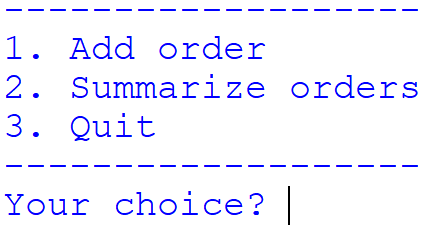 -------------------
1. Add order
2. Summarize orders
3. Quit
-------------------
Your choice?